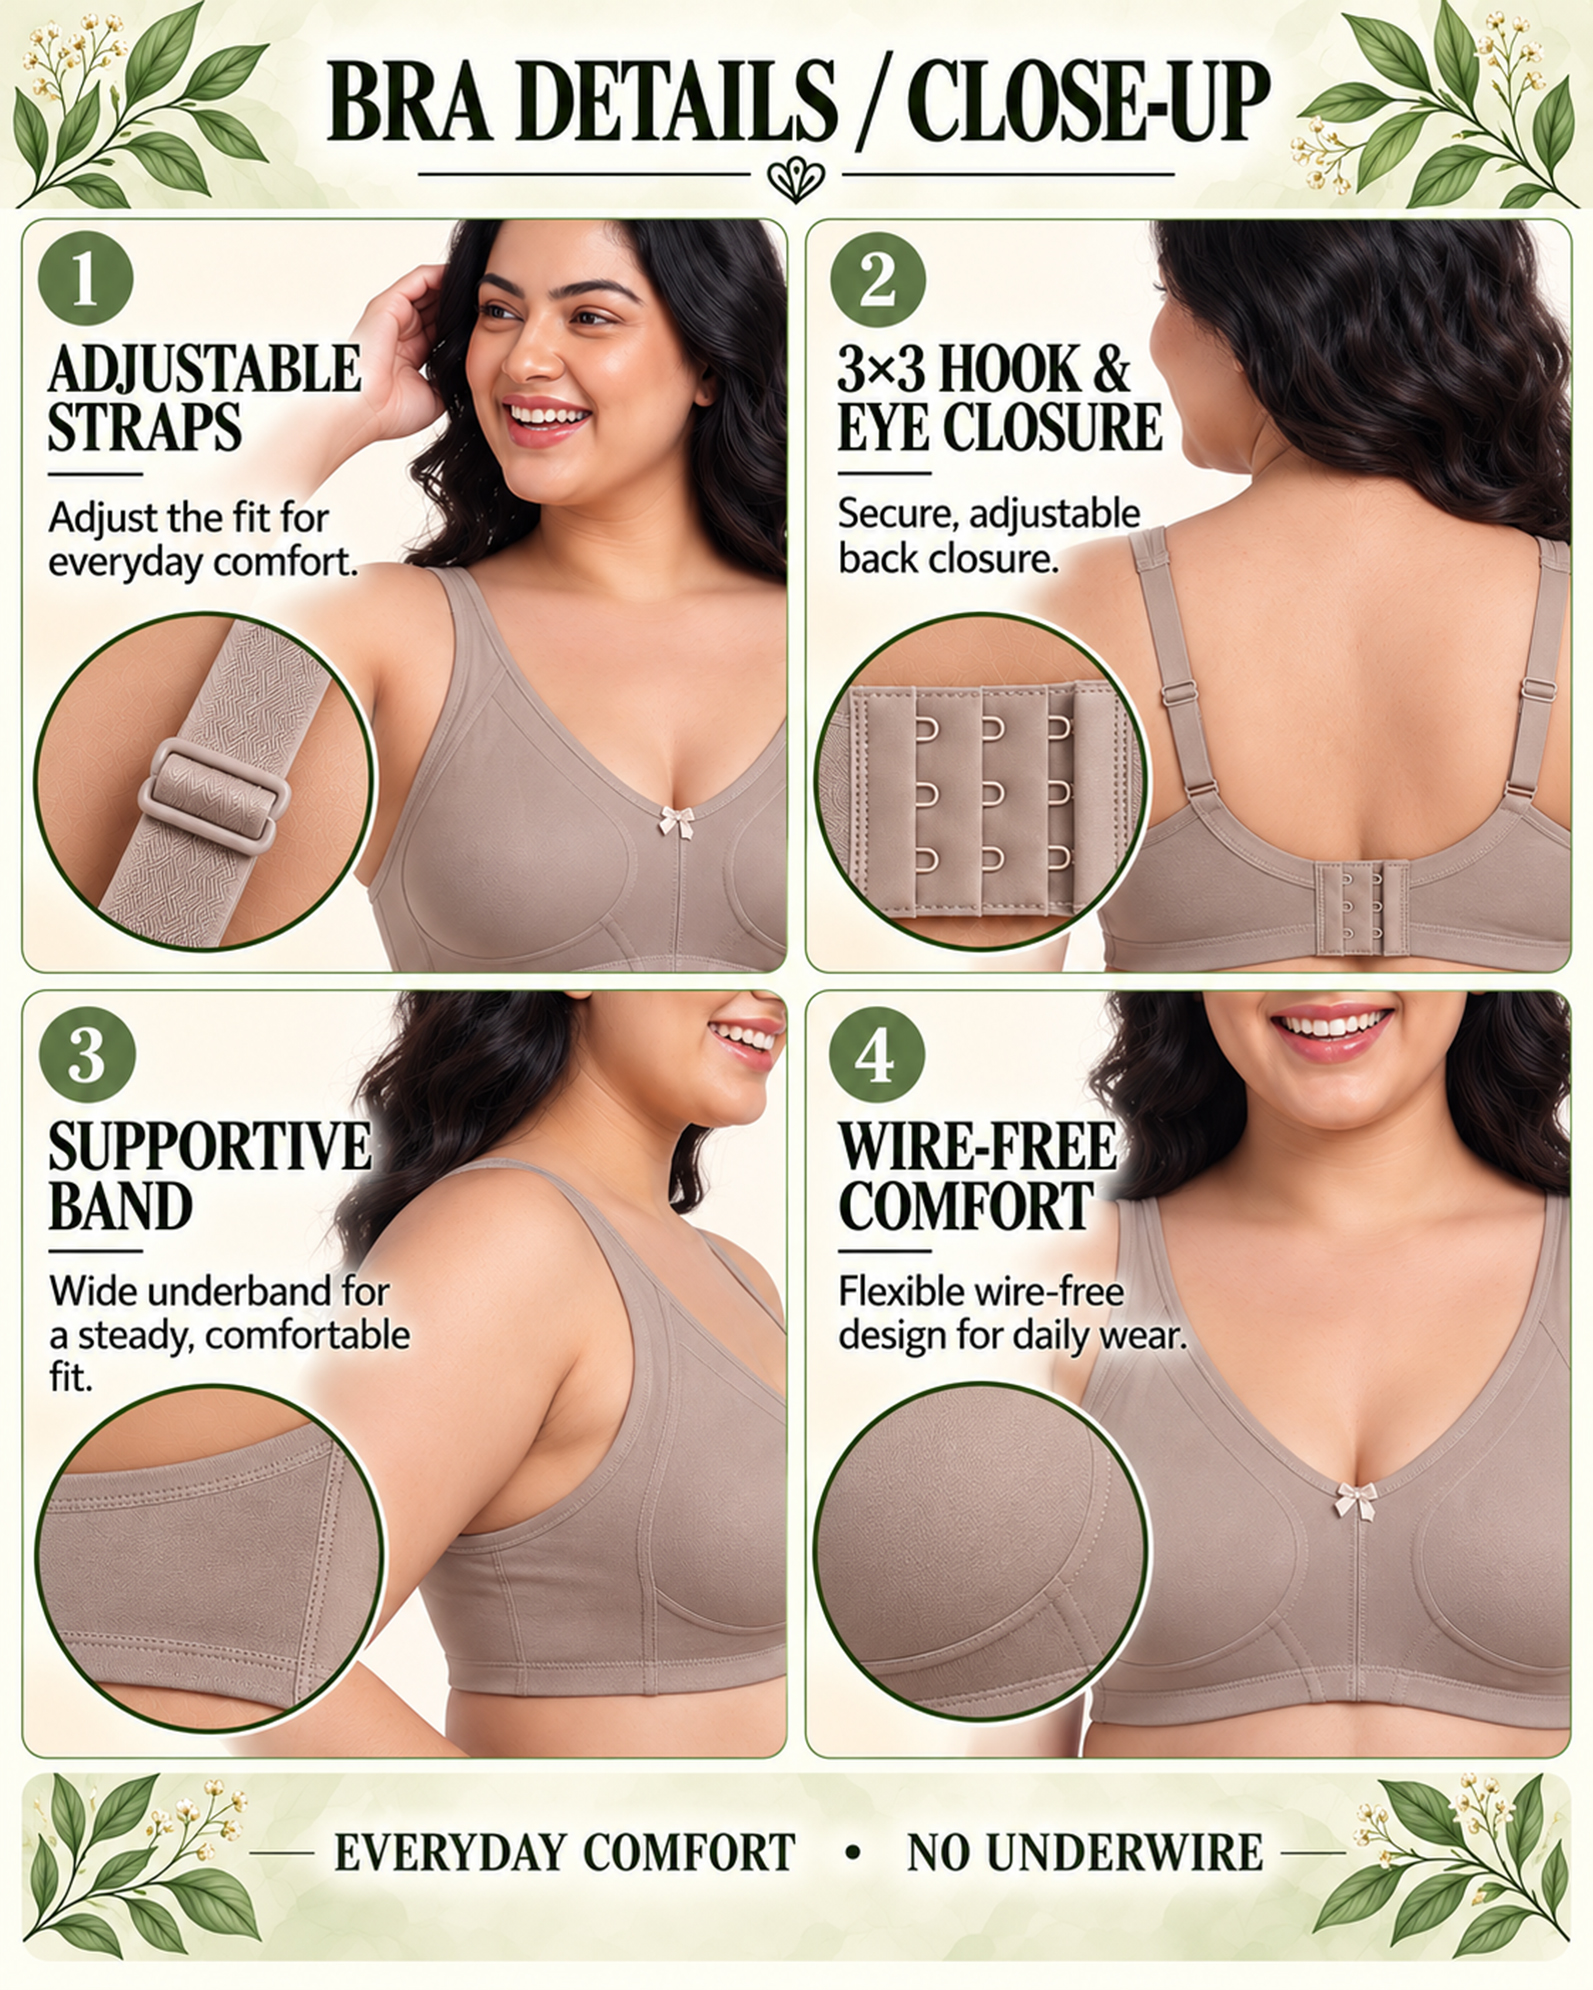 BRA DETAILS / CLOSE-UP
1
ADJUSTABLE
STRAPS
Adjust the fit for
everyday comfort.
2
3×3 HOOK &
EYE CLOSURE
Secure, adjustable
back closure.
3
SUPPORTIVE
BAND
Wide underband for
a steady, comfortable
fit.
4
WIRE-FREE
COMFORT
Flexible wire-free
design for daily wear.
EVERYDAY COMFORT • NO UNDERWIRE